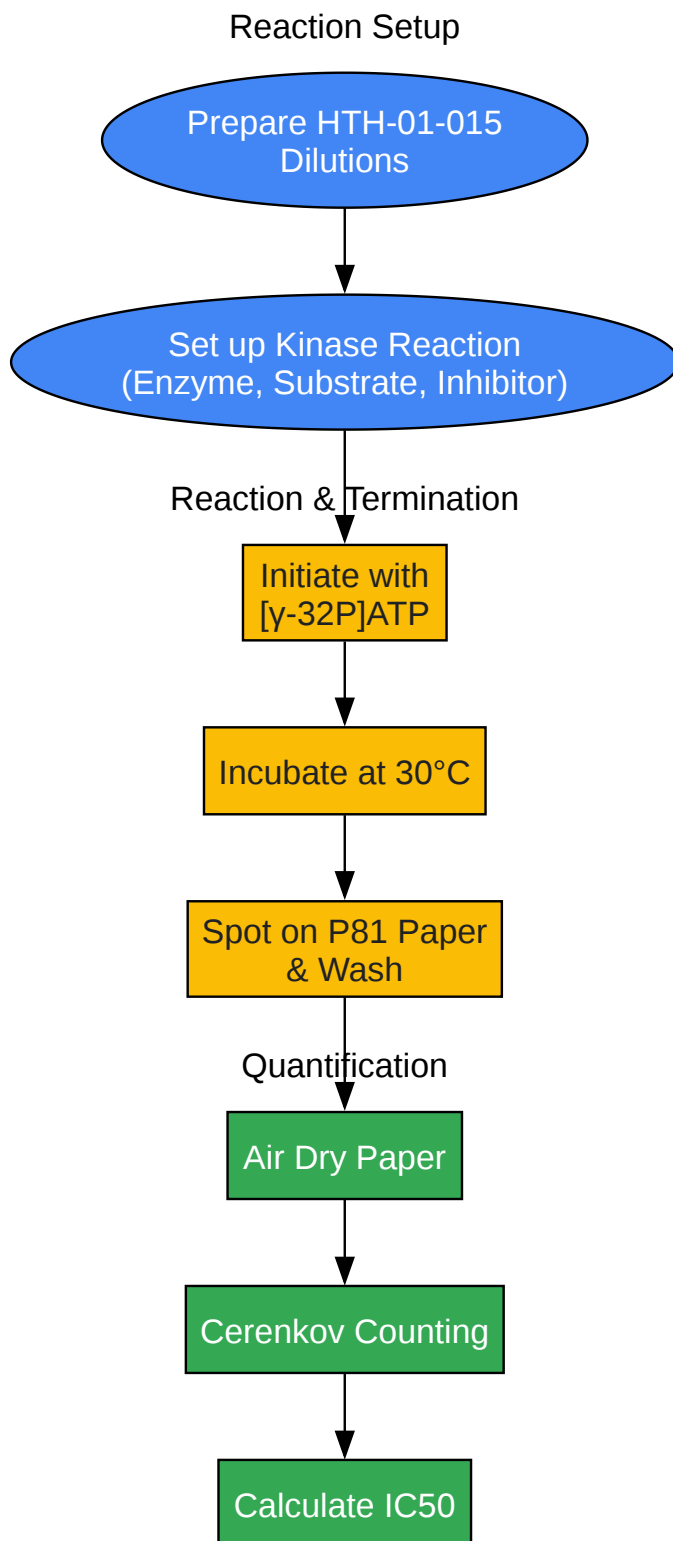 Reaction Setup
Prepare HTH-01-015
Dilutions
Set up Kinase Reaction
(Enzyme, Substrate, Inhibitor)
Reaction & Termination
Initiate with
[γ-32P]ATP
Incubate at 30°C
Spot on P81 Paper
& Wash
Quantification
Air Dry Paper
Cerenkov Counting
Calculate IC50